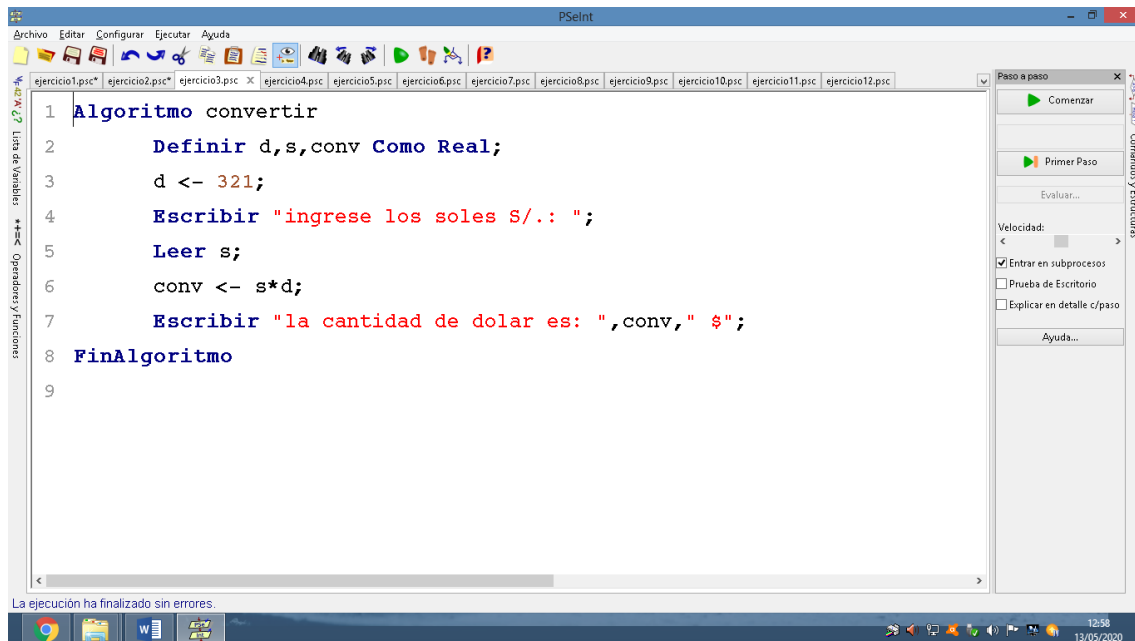 PSeInt
Archivo Editar Configurar Ejecutar Ayuda
ejercicio1.psc* ejercicio2.psc* ejercicio3.psc X ejercicio4.psc ejercicio5.psc ejercicio6.psc ejercicio7.psc ejercicio8.psc ejercicio9.psc ejercicio10.psc ejercicio11.psc ejercicio12.psc
Lista de Variables
Operadores y Funciones
1 Algoritmo convertir
2 Definir d,s,conv Como Real;
3 d <- 321;
4 Escribir "ingrese los soles S/.: ";
5 Leer s;
6 conv <- s*d;
7 Escribir "la cantidad de dolar es: ",conv," $";
8 FinAlgoritmo
9
Paso a paso
Comenzar
Primer Paso
Evaluar...
Velocidad:
Entrar en subprocesos
Prueba de Escritorio
Explicar en detalle c/paso
Ayuda...
Comandos y Estructuras
La ejecución ha finalizado sin errores.
12:58
13/05/2020